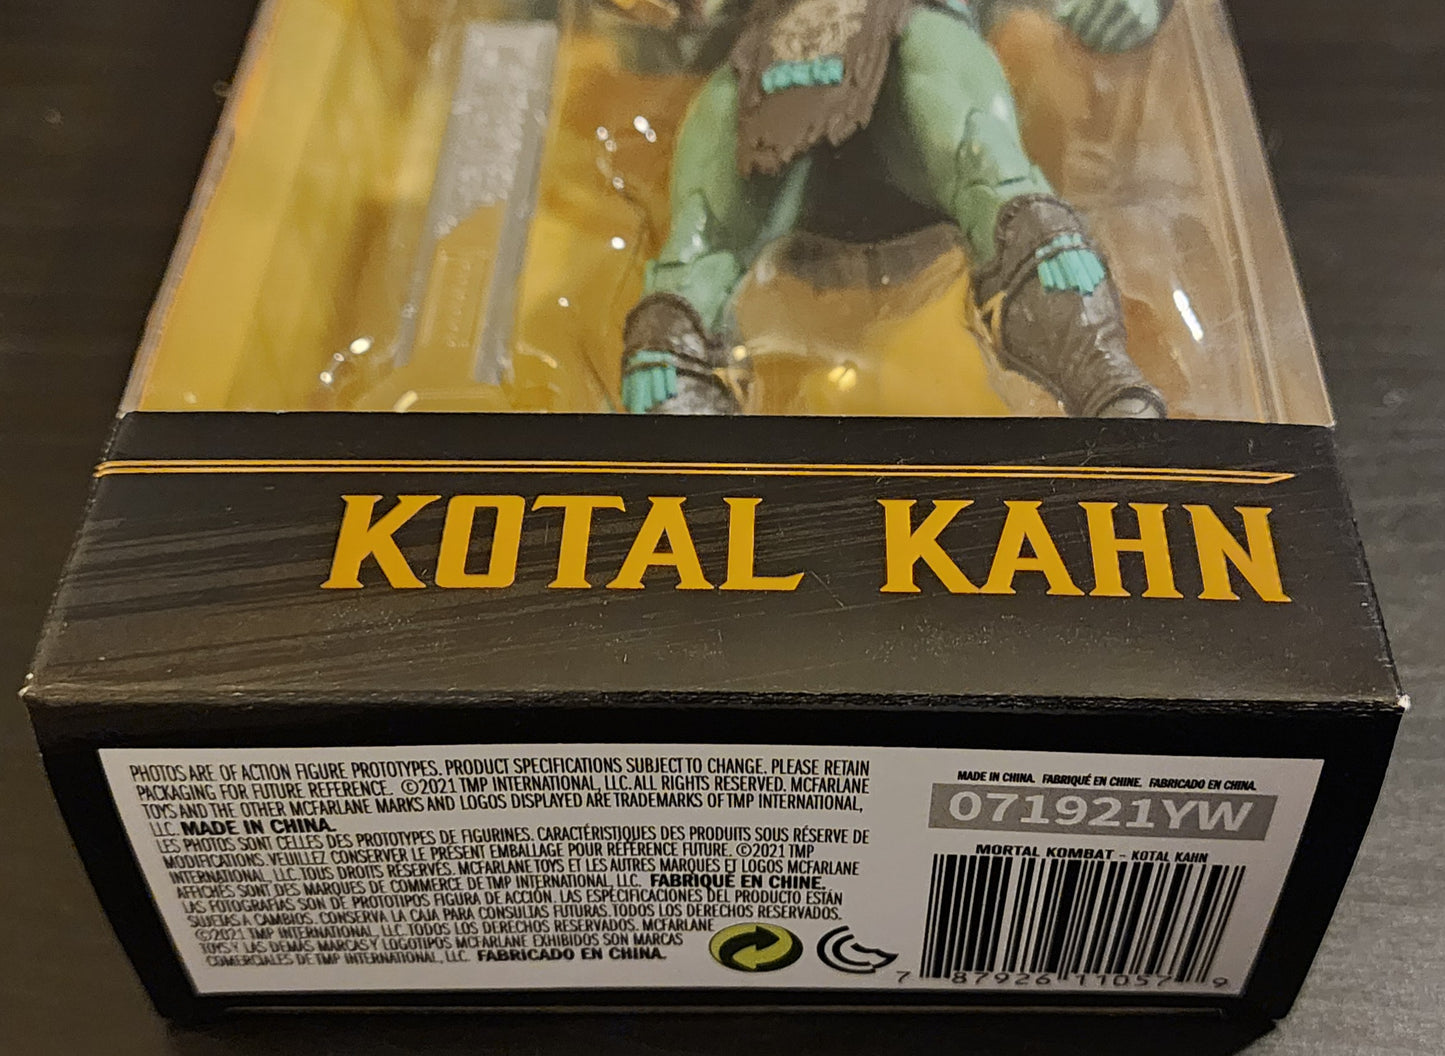 KOTAL KAHN
PHOTOS ARE OF ACTION FIGURE PROTOTYPES. PRODUCT SPECIFICATIONS SUBJECT TO CHANGE. PLEASE RETAIN
PACKAGING FOR FUTURE REFERENCE. ©2021 TMP INTERNATIONAL, LLC. ALL RIGHTS RESERVED. MCFARLANE
TOYS AND THE OTHER MCFARLANE MARKS AND LOGOS DISPLAYED ARE TRADEMARKS OF TMP INTERNATIONAL,
LLC. MADE IN CHINA.
LES PHOTOS SONT CELLES DES PROTOTYPES DE FIGURINES. CARACTÉRISTIQUES DES PRODUITS SOUS RÉSERVE DE
MODIFICATIONS. VEUILLEZ CONSERVER LE PRÉSENT EMBALLAGE POUR RÉFÉRENCE FUTURE. ©2021 TMP
INTERNATIONAL, LLC. TOUS DROITS RÉSERVÉS. MCFARLANE TOYS ET LES AUTRES MARQUES ET LOGOS MCFARLANE
AFFICHÉS SONT DES MARQUES DE COMMERCE DE TMP INTERNATIONAL, LLC. FABRIQUÉ EN CHINE.
LAS FOTOGRAFÍAS SON DE PROTOTIPOS FIGURA DE ACCIÓN. LAS ESPECIFICACIONES DEL PRODUCTO ESTÁN
SUJETAS A CAMBIOS. CONSERVA LA CAJA PARA CONSULTAS FUTURAS. TODOS LOS DERECHOS RESERVADOS.
©2021 TMP INTERNATIONAL, LLC. TODOS LOS DERECHOS RESERVADOS. MCFARLANE
TOYS Y LAS DEMÁS MARCAS Y LOGOTIPOS MCFARLANE EXHIBIDOS SON MARCAS
COMERCIALES DE TMP INTERNATIONAL, LLC. FABRICADO EN CHINA.
MADE IN CHINA. FABRIQUÉ EN CHINE. FABRICADO EN CHINA.
071921YW
MORTAL KOMBAT - KOTAL KAHN
7 87926 11057 9